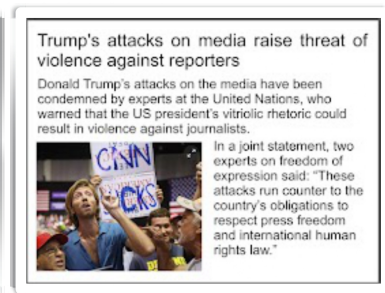 Trump's attacks on media raise threat of
violence against reporters
Donald Trump's attacks on the media have been
condemned by experts at the United Nations, who
warned that the US president's vitriolic rhetoric could
result in violence against journalists.
In a joint statement, two
experts on freedom of
expression said: “These
attacks run counter to the
country's obligations to
respect press freedom
and international human
rights law.”
CNN